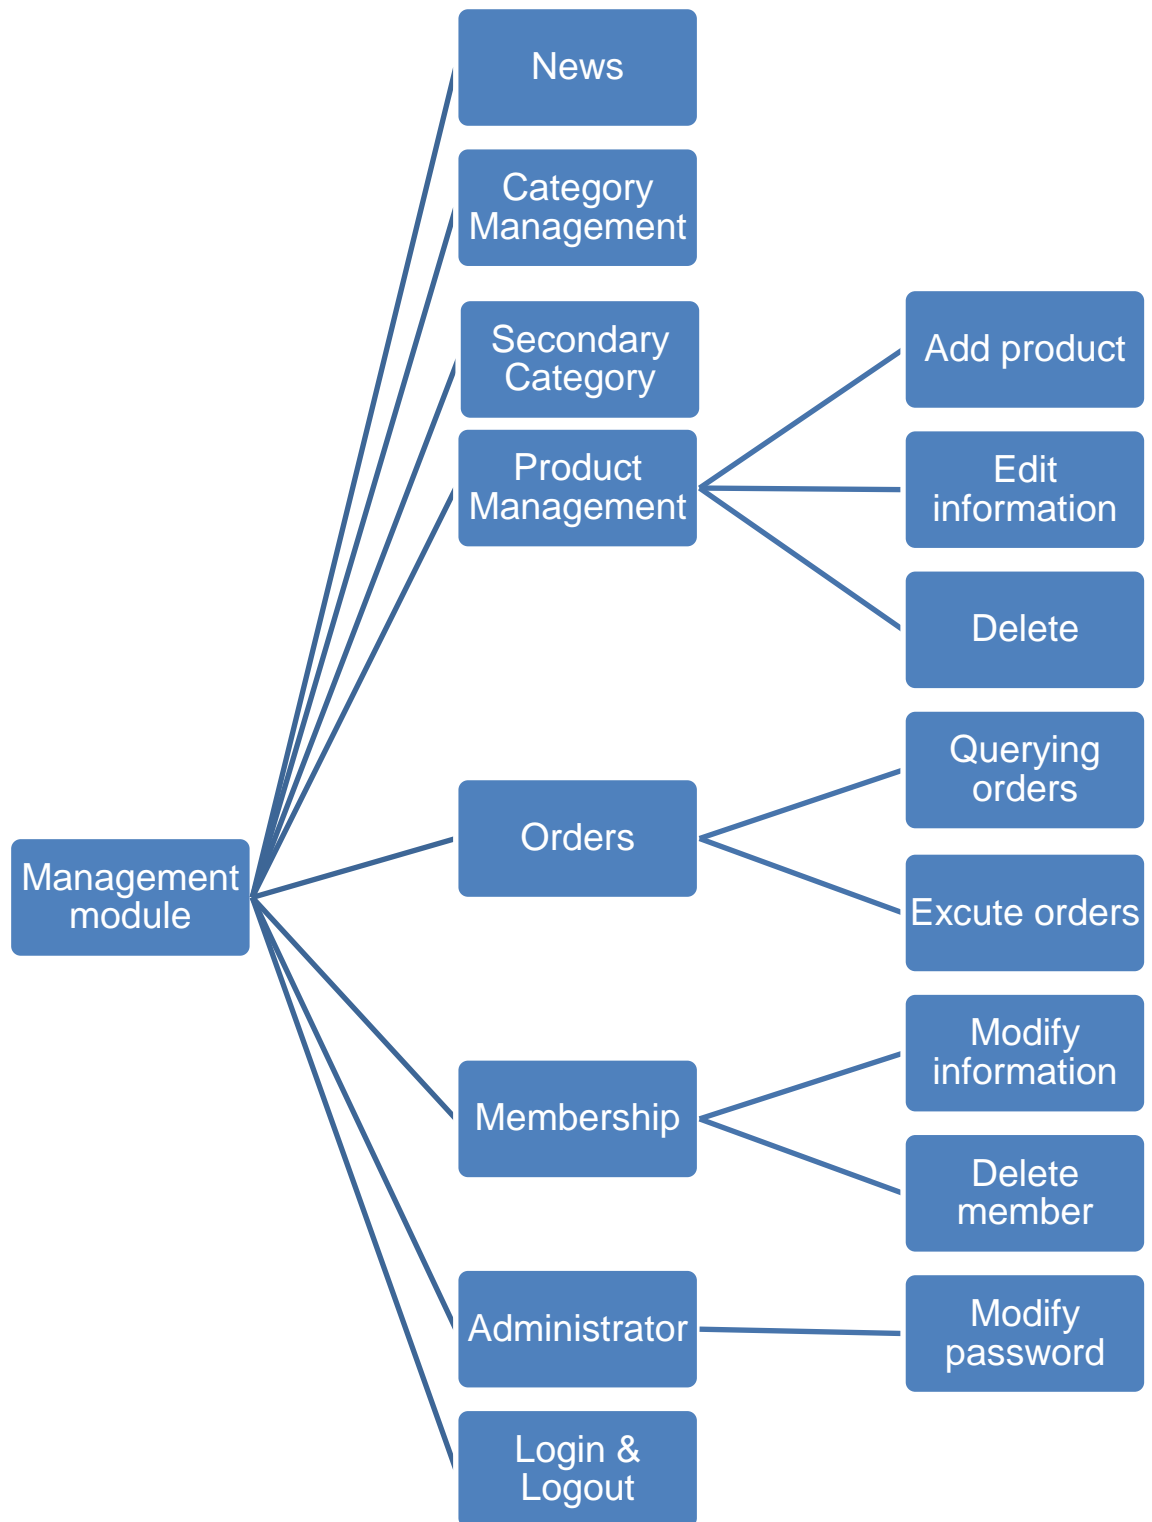 News
Category
Management
Secondary
Category
Product
Management
Add product
Edit
information
Delete
Management
module
Orders
Querying
orders
Excute orders
Membership
Modify
information
Delete
member
Administrator
Modify
password
Login &
Logout